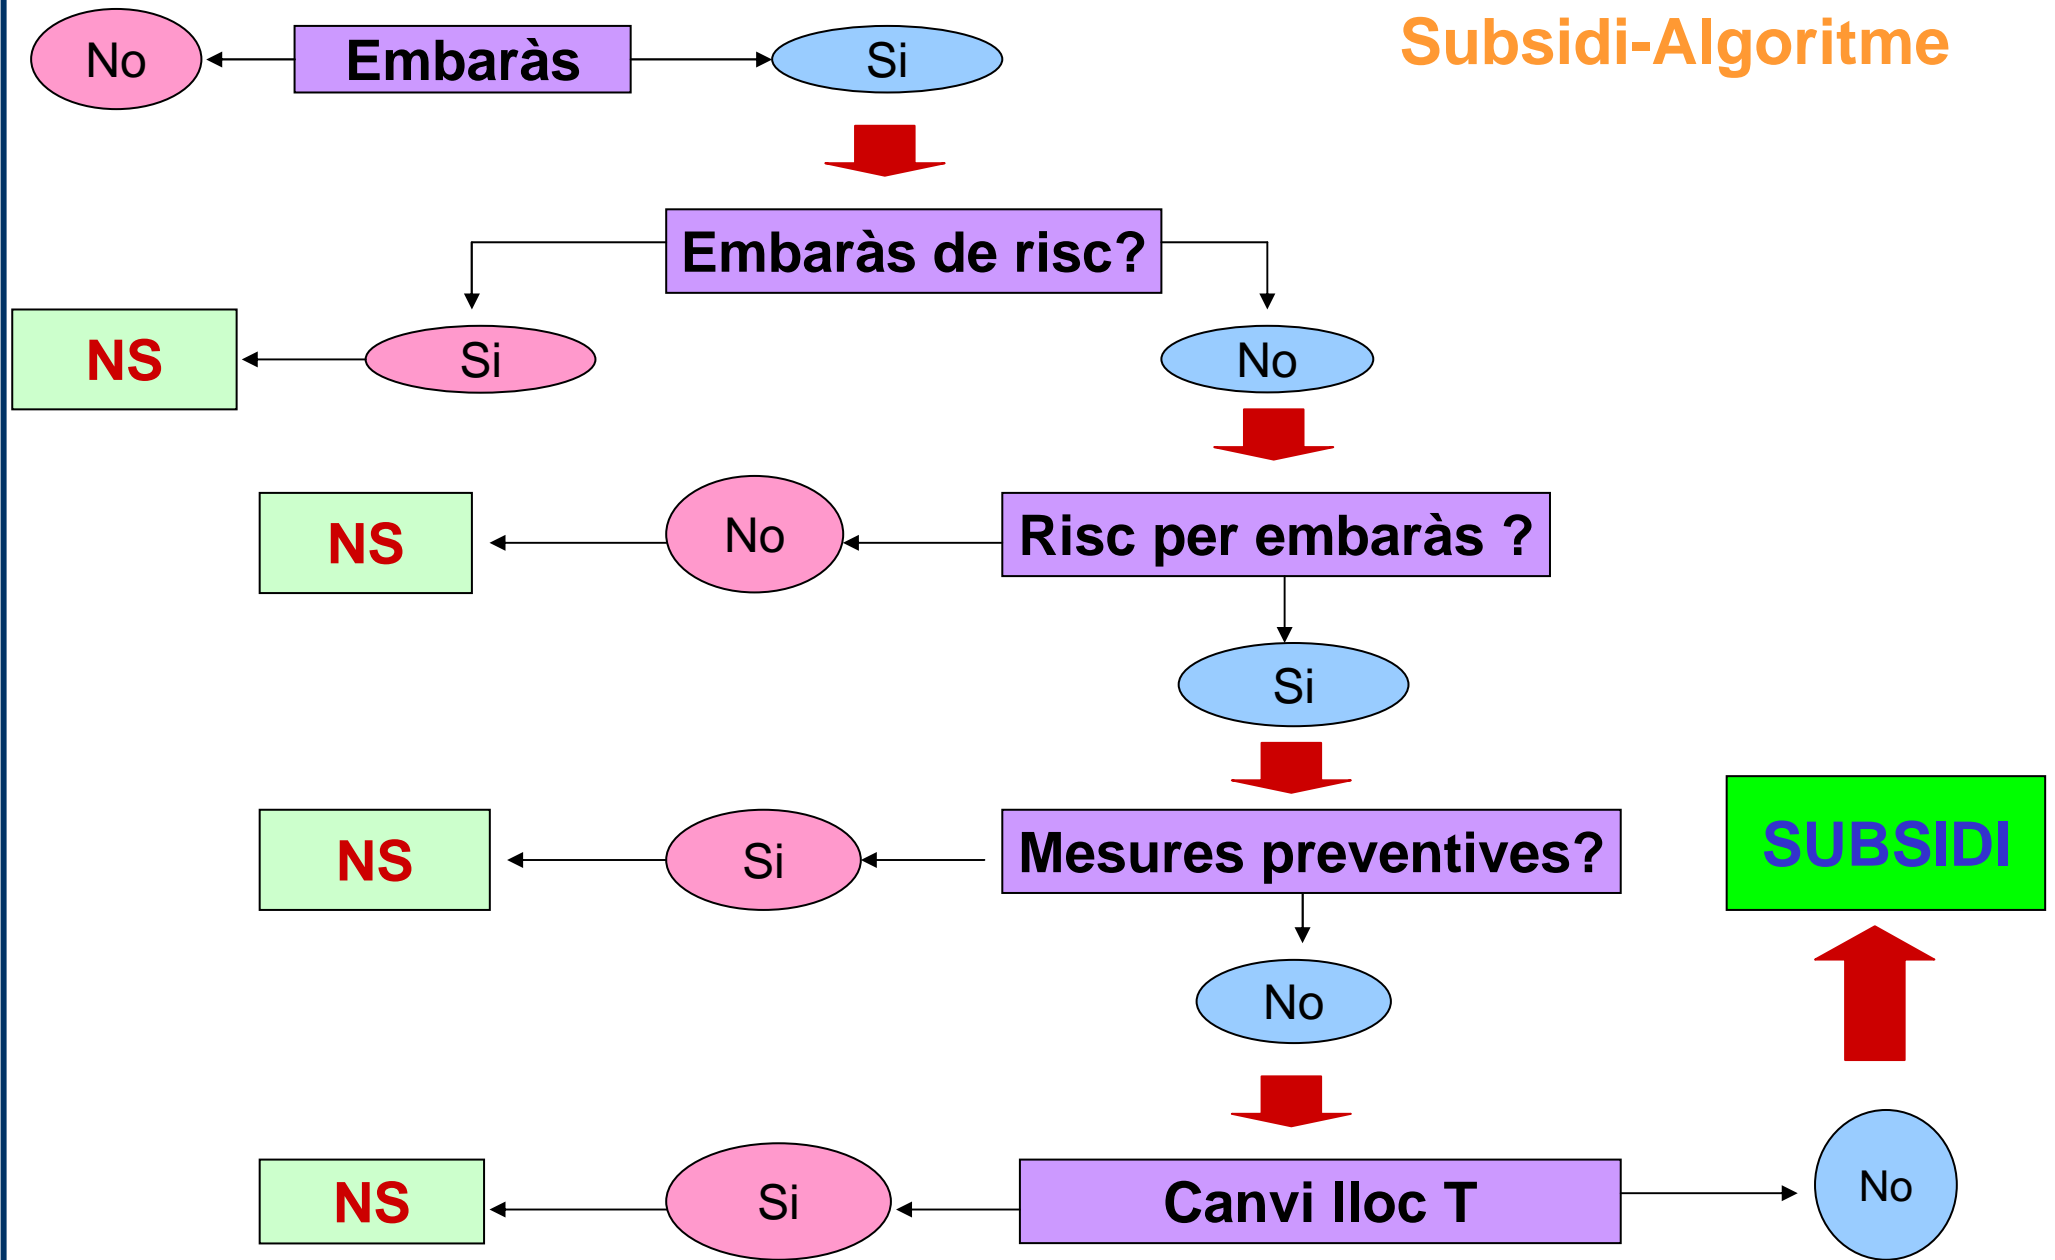 Subsidi-Algoritme
No
Embaràs
Si
Embaràs de risc?
NS
Si
No
NS
No
Risc per embaràs ?
Si
NS
Si
Mesures preventives?
SUBSIDI
No
NS
Si
Canvi lloc T
No